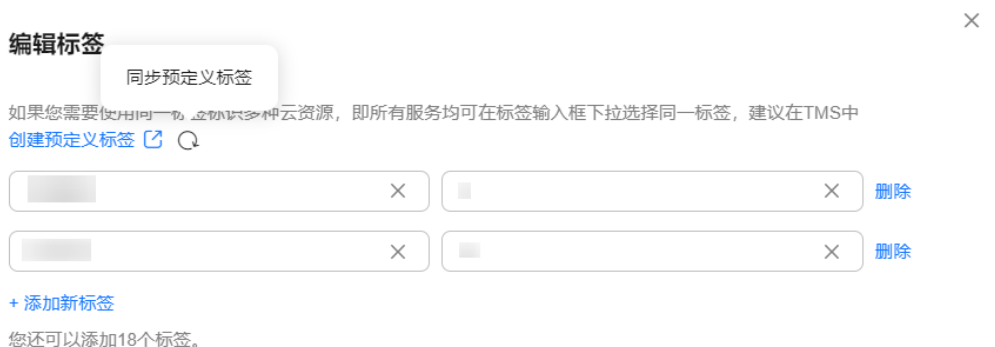 编辑标签
同步预定义标签
如果您需要使用同一标签标识多种云资源，即所有服务均可在标签输入框下拉选择同一标签，建议在TMS中
创建预定义标签
删除
删除
+ 添加新标签
您还可以添加18个标签。